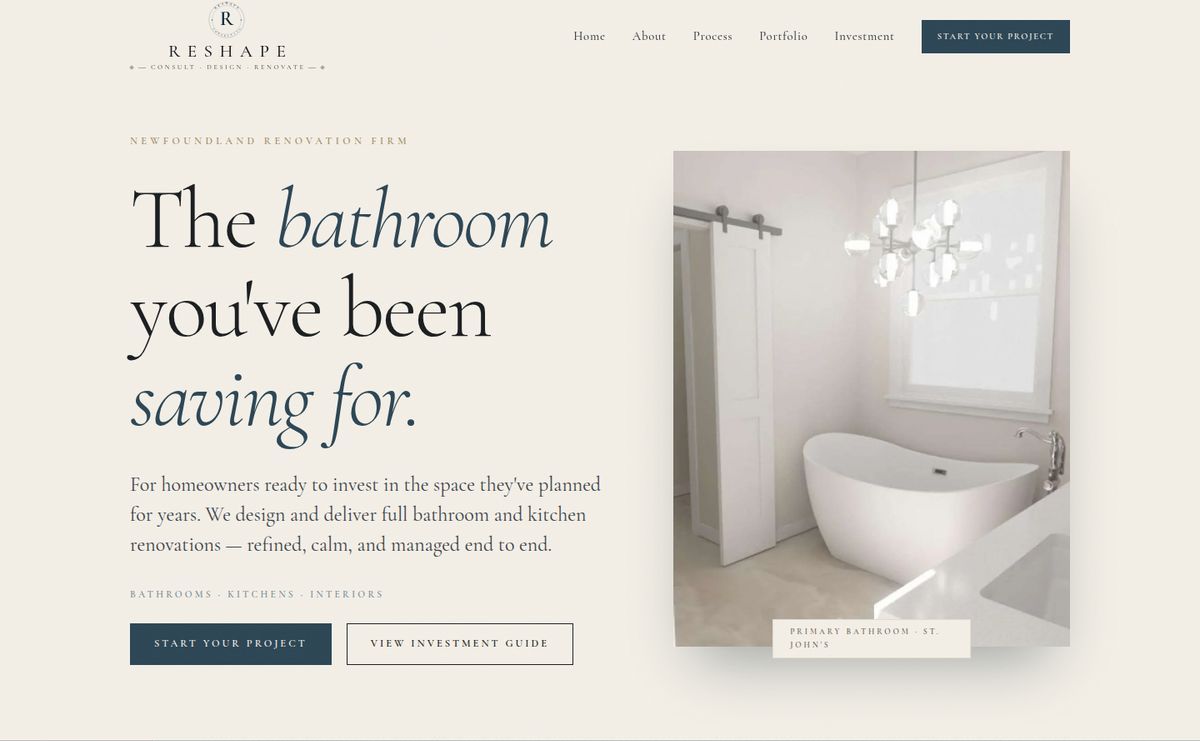 R
RESHAPE
CONSULT · DESIGN · RENOVATE
Home About Process Portfolio Investment START YOUR PROJECT
NEWFOUNDLAND RENOVATION FIRM
The bathroom
you've been
saving for.
For homeowners ready to invest in the space they've planned
for years. We design and deliver full bathroom and kitchen
renovations — refined, calm, and managed end to end.
BATHROOMS · KITCHENS · INTERIORS
START YOUR PROJECT VIEW INVESTMENT GUIDE
PRIMARY BATHROOM · ST.
JOHN'S